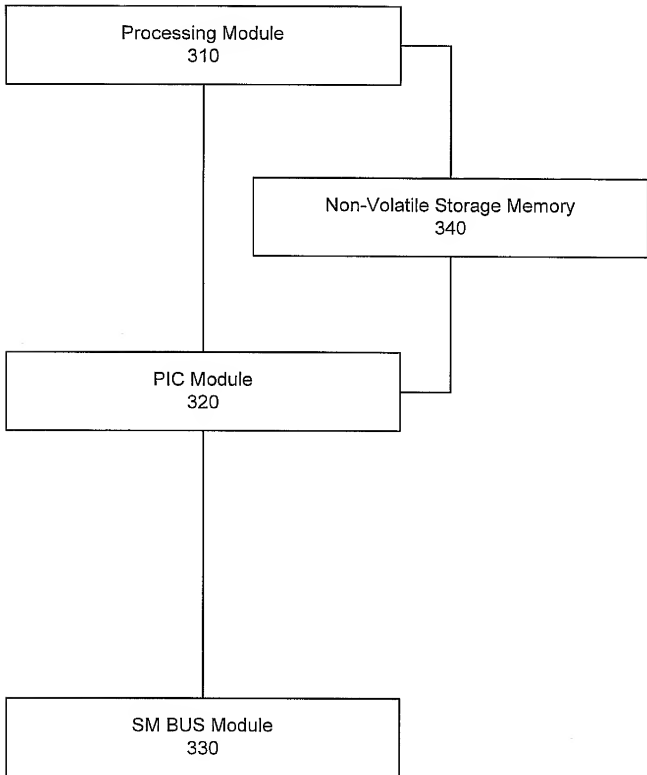 Processing Module
310
Non-Volatile Storage Memory
340
PIC Module
320
SM BUS Module
330